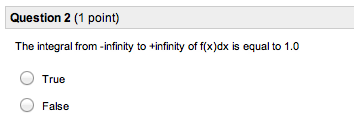 Question 2 (1 point)
The integral from -infinity to +infinity of f(x)dx is equal to 1.0
True
False